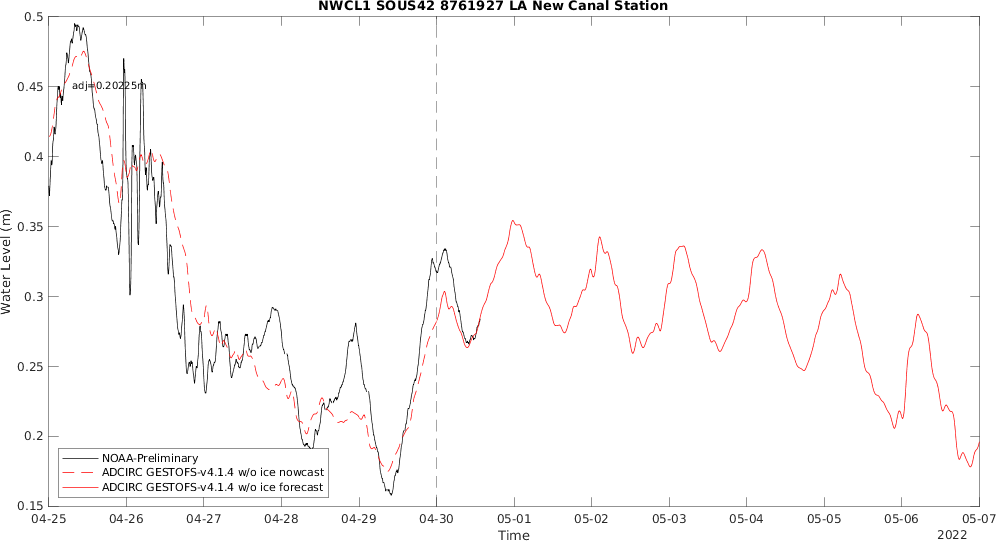 NWCL1 SOUS42 8761927 LA New Canal Station
Water Level (m)
0.5
0.45
0.4
0.35
0.3
0.25
0.2
0.15
adj=0.20225m
NOAA-Preliminary
ADCIRC GESTOFS-v4.1.4 w/o ice nowcast
ADCIRC GESTOFS-v4.1.4 w/o ice forecast
04-25 04-26 04-27 04-28 04-29 04-30 05-01 05-02 05-03 05-04 05-05 05-06 05-07
Time
2022